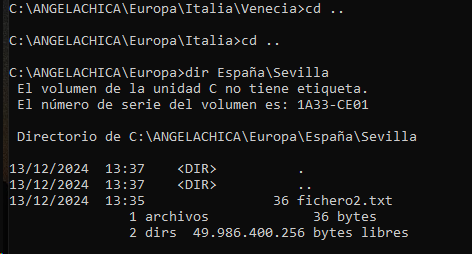 C:\ANGELACHICA\Europa\Italia\Venecia>cd ..
C:\ANGELACHICA\Europa\Italia>cd ..
C:\ANGELACHICA\Europa>dir España\Sevilla
El volumen de la unidad C no tiene etiqueta.
El número de serie del volumen es: 1A33-CE01
Directorio de C:\ANGELACHICA\Europa\España\Sevilla
13/12/2024  13:37    <DIR>          .
13/12/2024  13:37    <DIR>          ..
13/12/2024  13:35                36 fichero2.txt
1 archivos             36 bytes
2 dirs  49.986.400.256 bytes libres